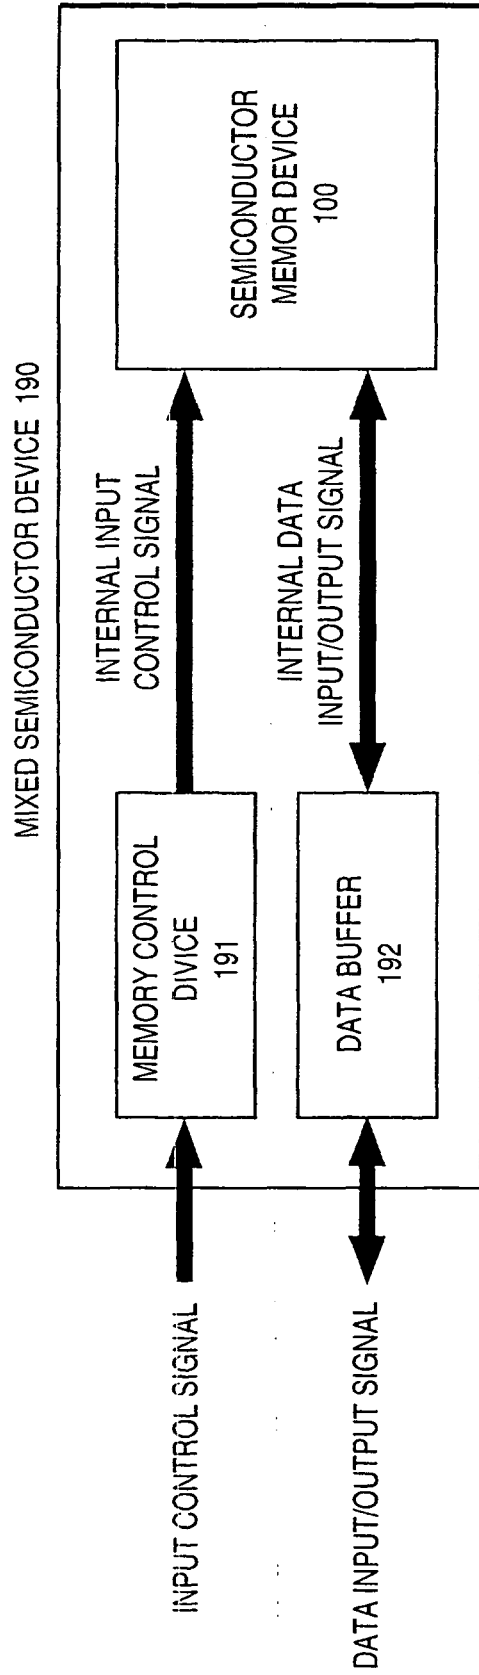 MIXED SEMICONDUCTOR DEVICE 190
INPUT CONTROL SIGNAL
MEMORY CONTROL
DIVICE
191
INTERNAL INPUT
CONTROL SIGNAL
SEMICONDUCTOR
MEMOR DEVICE
100
DATA INPUT/OUTPUT SIGNAL
DATA BUFFER
192
INTERNAL DATA
INPUT/OUTPUT SIGNAL